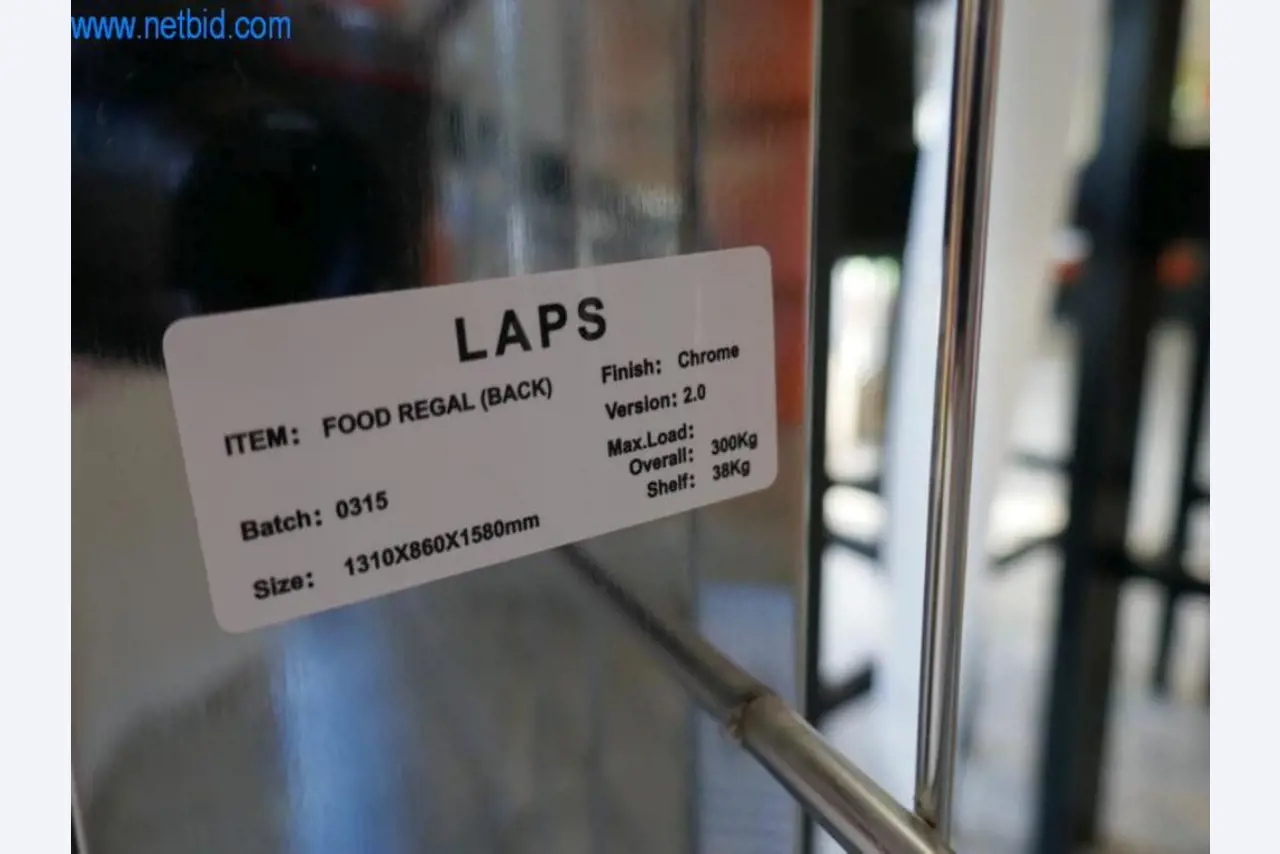 www.netbid.com
LAPS
ITEM: FOOD REGAL (BACK)
Finish: Chrome
Version: 2.0
Max.Load:
Overall: 300Kg
Shelf: 38Kg
Batch: 0315
Size: 1310X860X1580mm